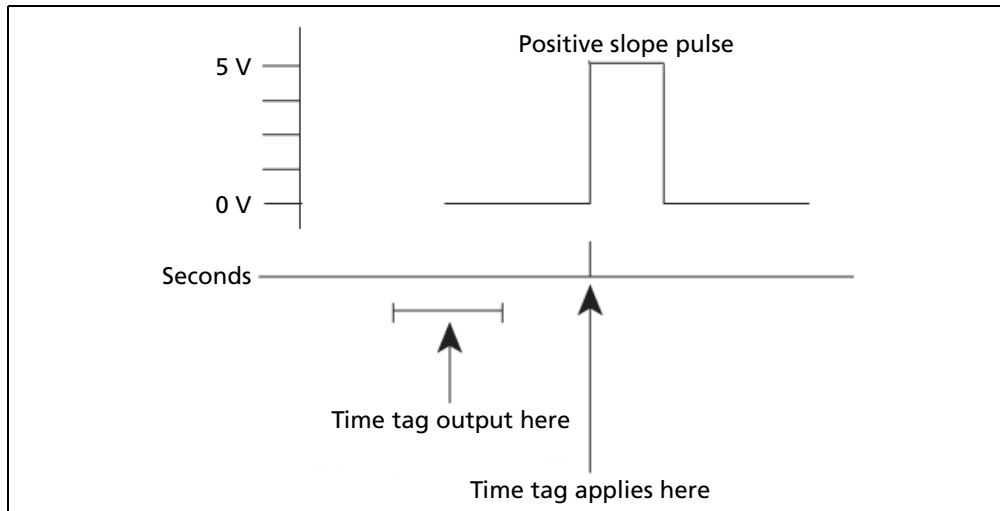 Positive slope pulse
5 V
0 V
Seconds
Time tag output here
Time tag applies here